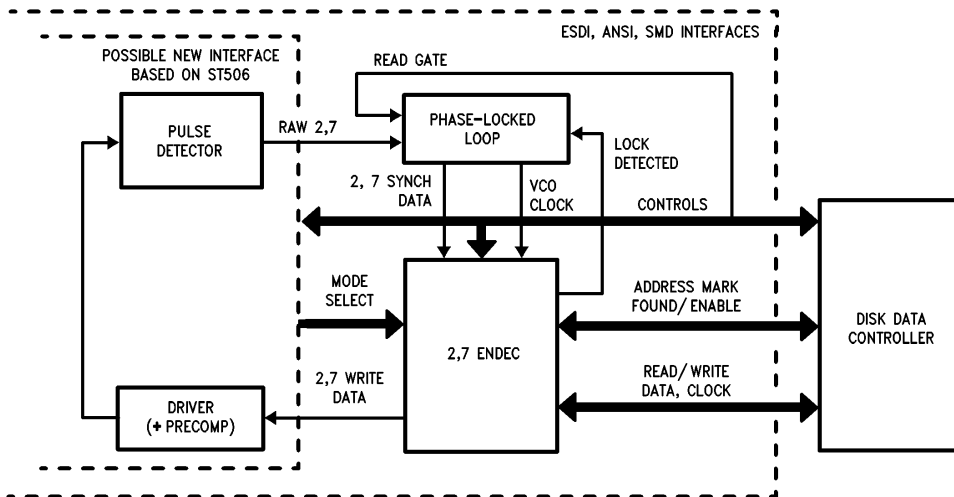 ESDI, ANSI, SMD INTERFACES
POSSIBLE NEW INTERFACE
BASED ON ST506
READ GATE
PULSE
DETECTOR
RAW 2,7
PHASE-LOCKED
LOOP
LOCK
DETECTED
2, 7 SYNCH
DATA
VCO
CLOCK
CONTROLS
MODE
SELECT
2,7 ENDEC
ADDRESS MARK
FOUND/ENABLE
DISK DATA
CONTROLLER
2,7 WRITE
DATA
READ/WRITE
DATA, CLOCK
DRIVER
(+ PRECOMP)